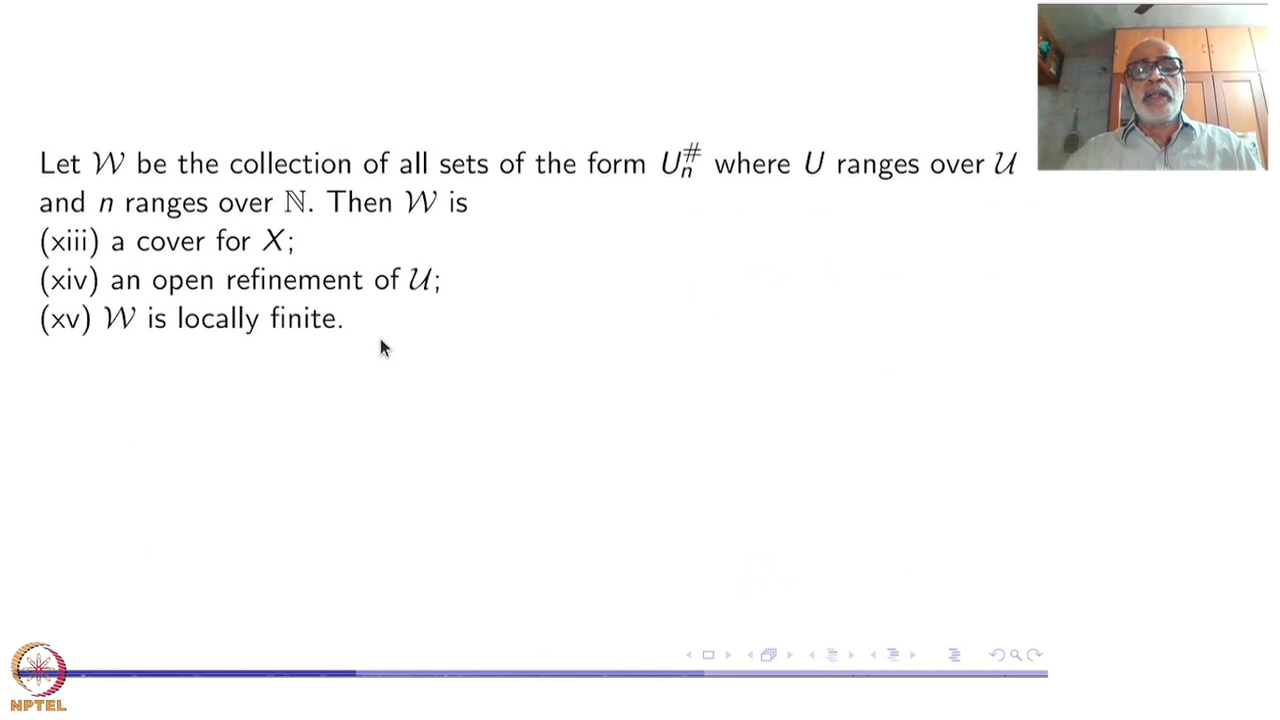 Let 𝒲 be the collection of all sets of the form Uₙ^# where U ranges over 𝒰
and n ranges over ℕ. Then 𝒲 is
(xiii) a cover for X;
(xiv) an open refinement of 𝒰;
(xv) 𝒲 is locally finite.
NPTEL